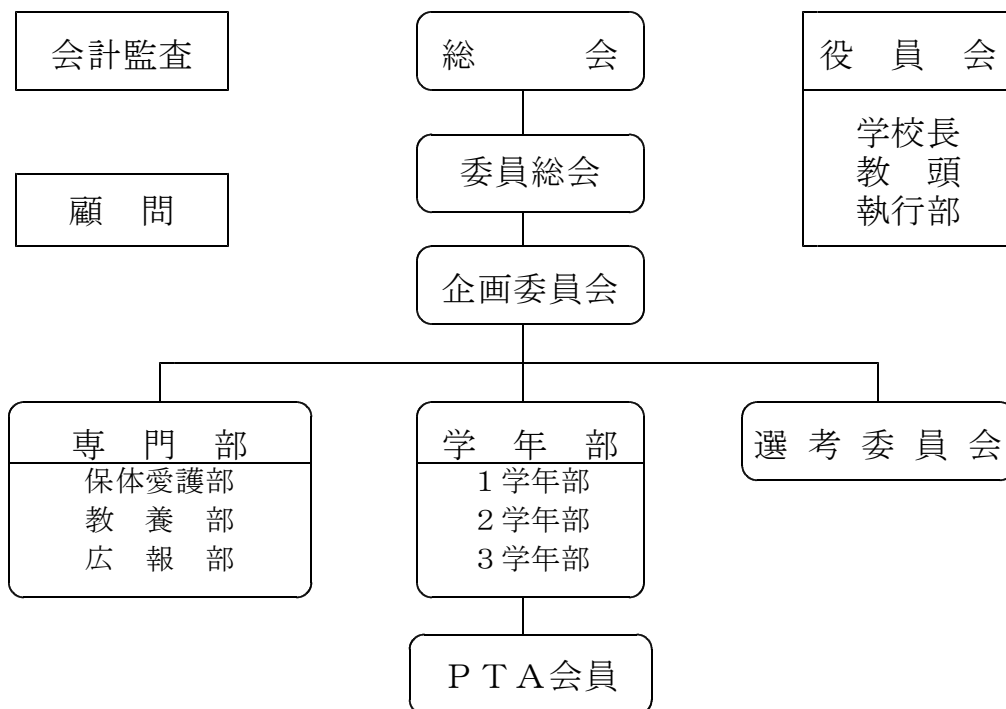 会計監査
総　　会
役　員　会
学校長
教　頭
執行部
委員総会
顧　問
企画委員会
専　門　部
保体愛護部
教　養　部
広　報　部
学　年　部
１学年部
２学年部
３学年部
選 考 委 員 会
ＰＴＡ会員